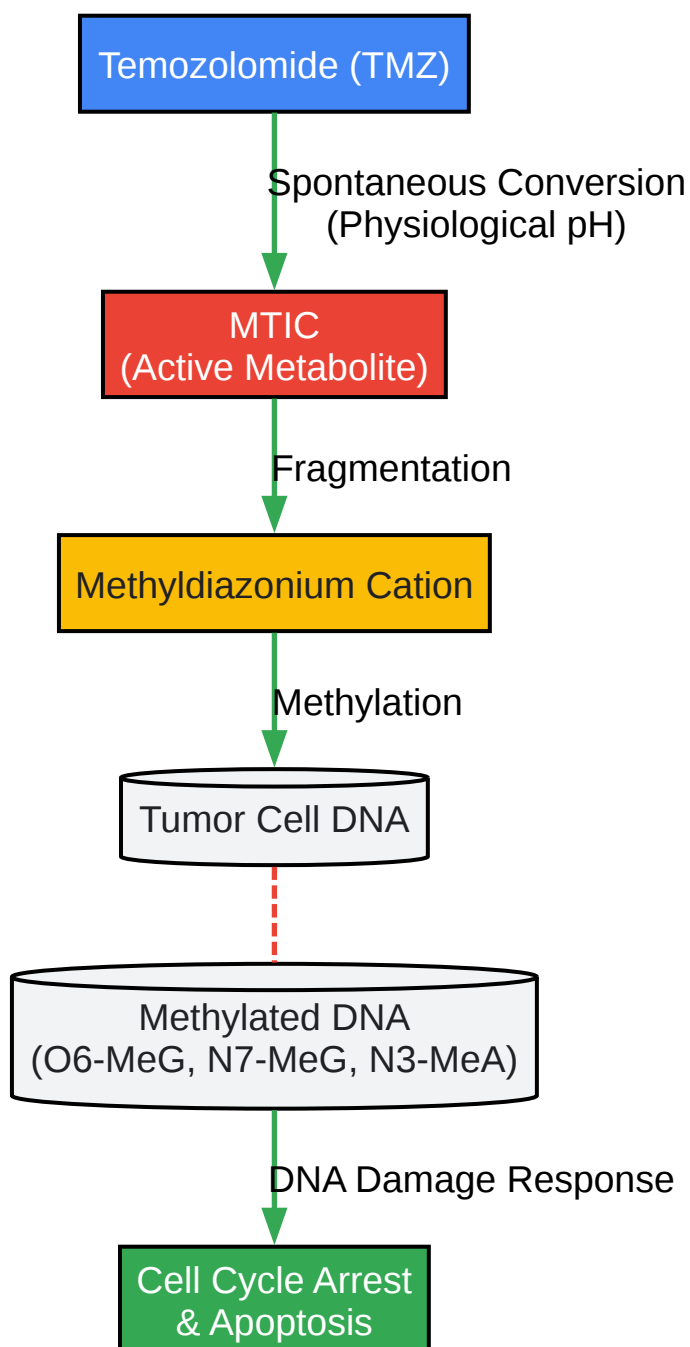 Temozolomide (TMZ)
Spontaneous Conversion
(Physiological pH)
MTIC
(Active Metabolite)
Fragmentation
Methyldiazonium Cation
Methylation
Tumor Cell DNA
Methylated DNA
(O6-MeG, N7-MeG, N3-MeA)
DNA Damage Response
Cell Cycle Arrest
& Apoptosis